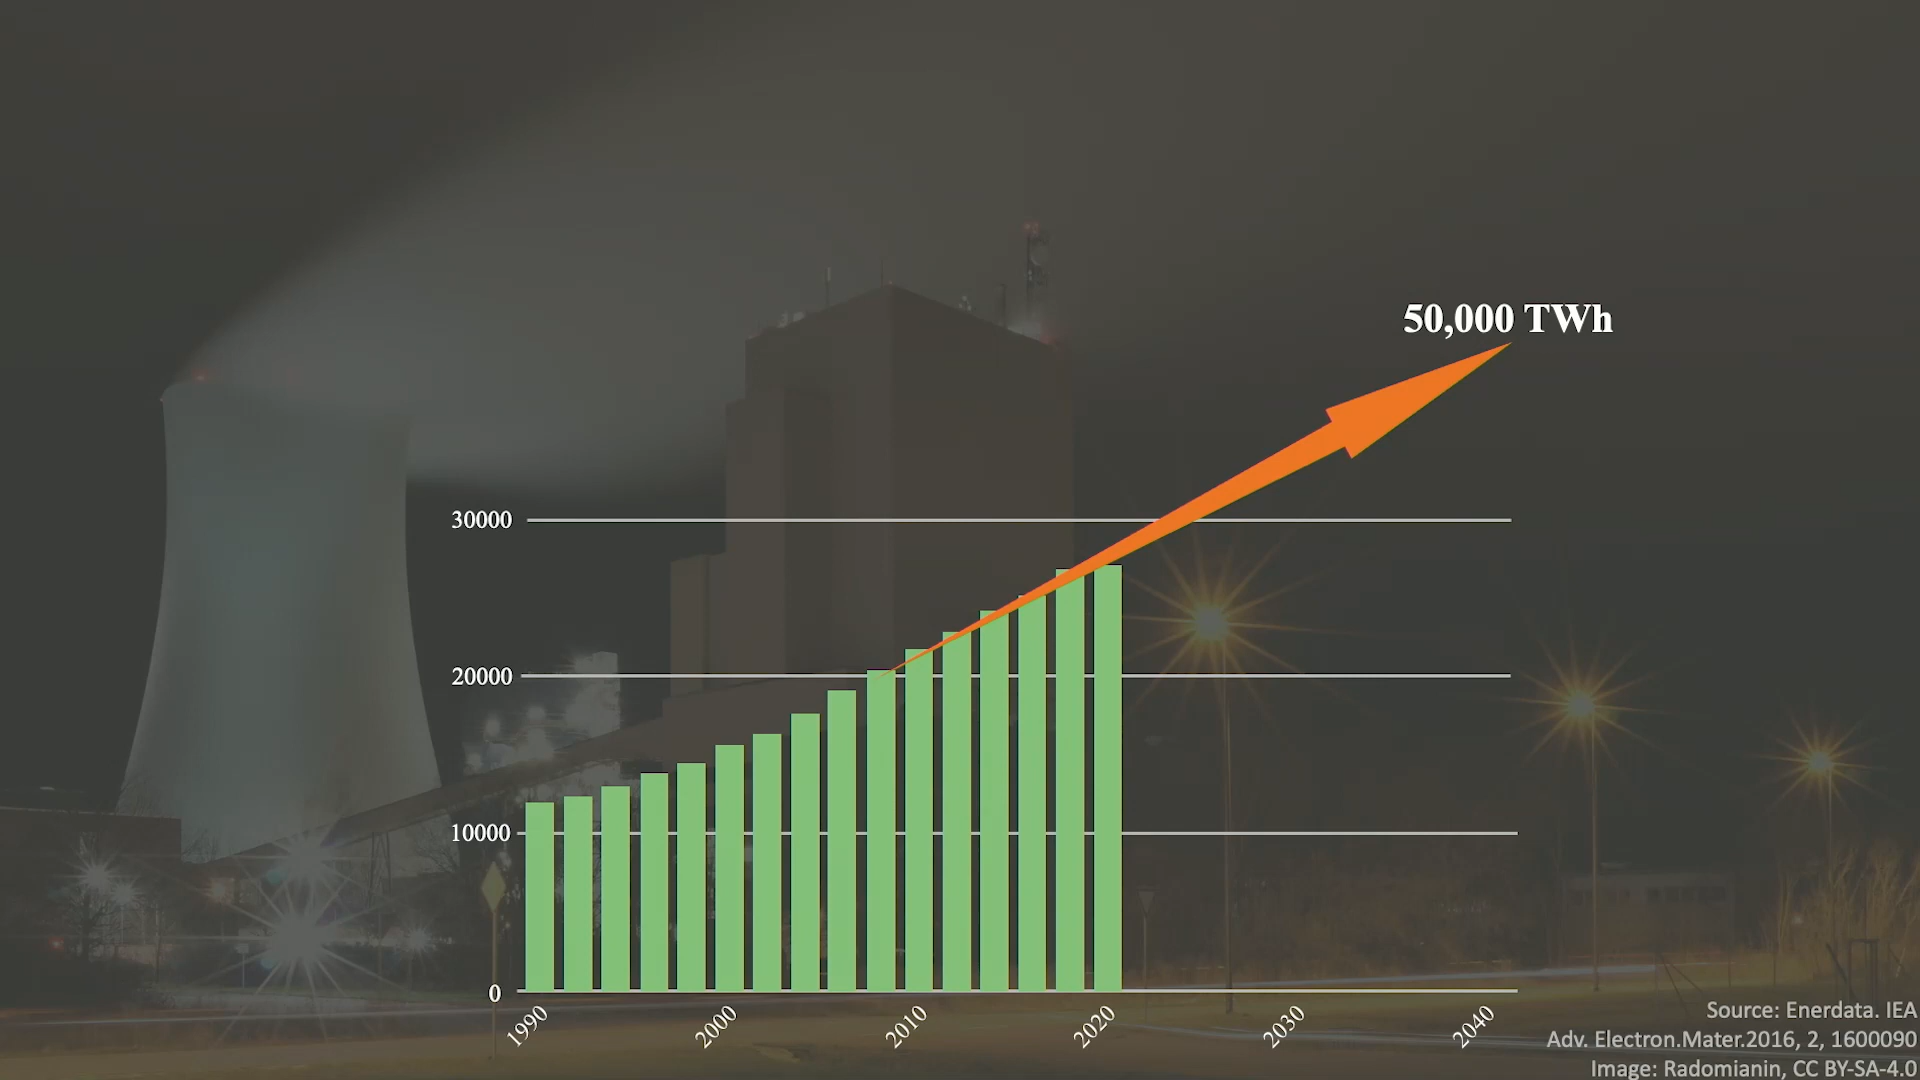 50,000 TWh
30000
20000
10000
0
1990
2000
2010
2020
2030
2040
Source: Enerdata. IEA
Adv. Electron.Mater.2016, 2, 1600090
Image: Radomianin, CC BY-SA-4.0